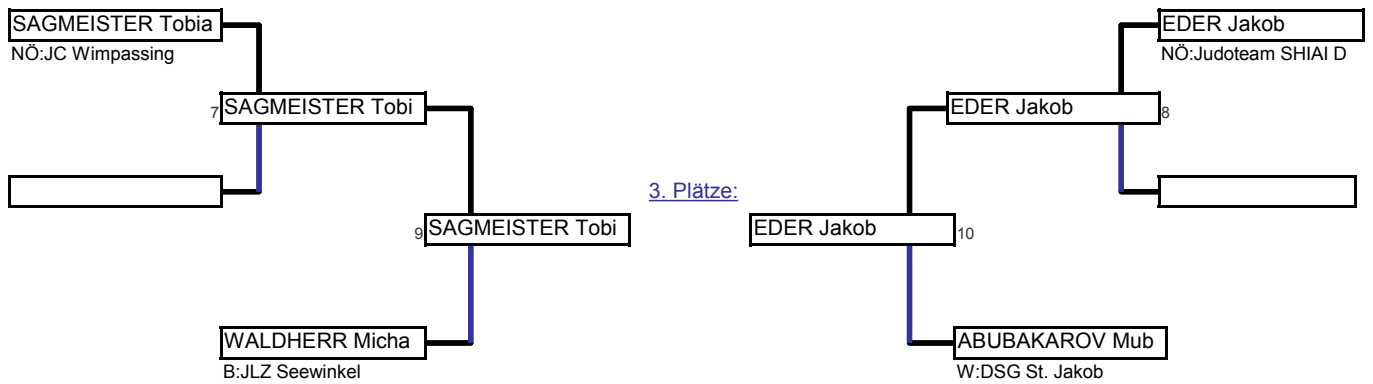 SAGMEISTER Tobia
NÖ:JC Wimpassing
EDER Jakob
NÖ:Judoteam SHIAI D
7 SAGMEISTER Tobi
EDER Jakob 8
3. Plätze:
9 SAGMEISTER Tobi
EDER Jakob 10
WALDHERR Micha
B:JLZ Seewinkel
ABUBAKAROV Mub
W:DSG St. Jakob